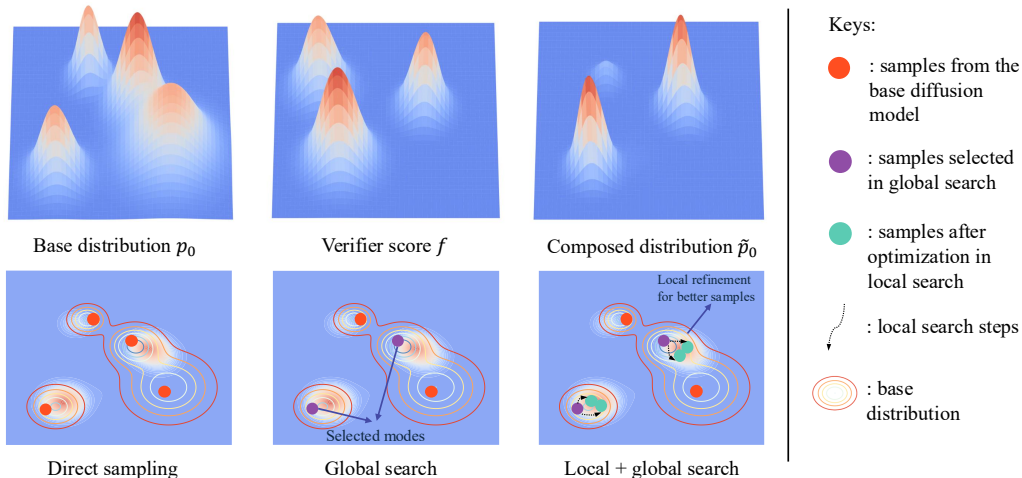 Base distribution p₀
Verifier score f
Composed distribution p̃₀
Local refinement
for better samples
Selected modes
Direct sampling
Global search
Local + global search
Keys:
: samples from the
base diffusion
model
: samples selected
in global search
: samples after
optimization in
local search
: local search steps
: base
distribution